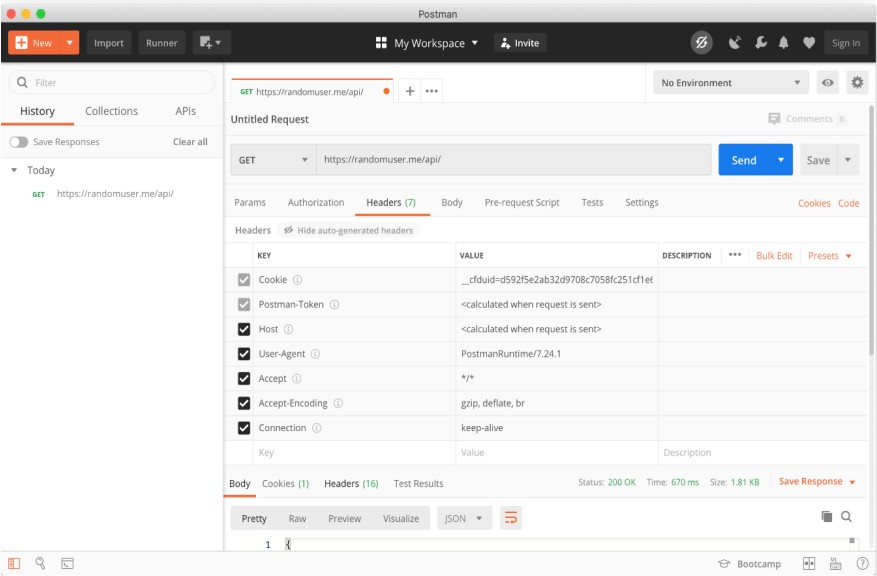 Postman
New Import Runner My Workspace Invite Sign In
Filter
History Collections APIs
Save Responses Clear all
Today
GET https://randomuser.me/api/
GET https://randomuser.me/api/ + •••
No Environment
Untitled Request
Comments 0
GET https://randomuser.me/api/
Send Save
Params Authorization Headers (7) Body Pre-request Script Tests Settings Cookies Code
Headers Hide auto-generated headers
KEY VALUE DESCRIPTION ••• Bulk Edit Presets
Cookie __cfduid=d592f5e2ab32d9708c7058fc251cf1e6
Postman-Token <calculated when request is sent>
Host <calculated when request is sent>
User-Agent PostmanRuntime/7.24.1
Accept */*
Accept-Encoding gzip, deflate, br
Connection keep-alive
Key Value Description
Body Cookies (1) Headers (16) Test Results Status: 200 OK Time: 670 ms Size: 1.81 KB Save Response
Pretty Raw Preview Visualize JSON
1 {
Bootcamp